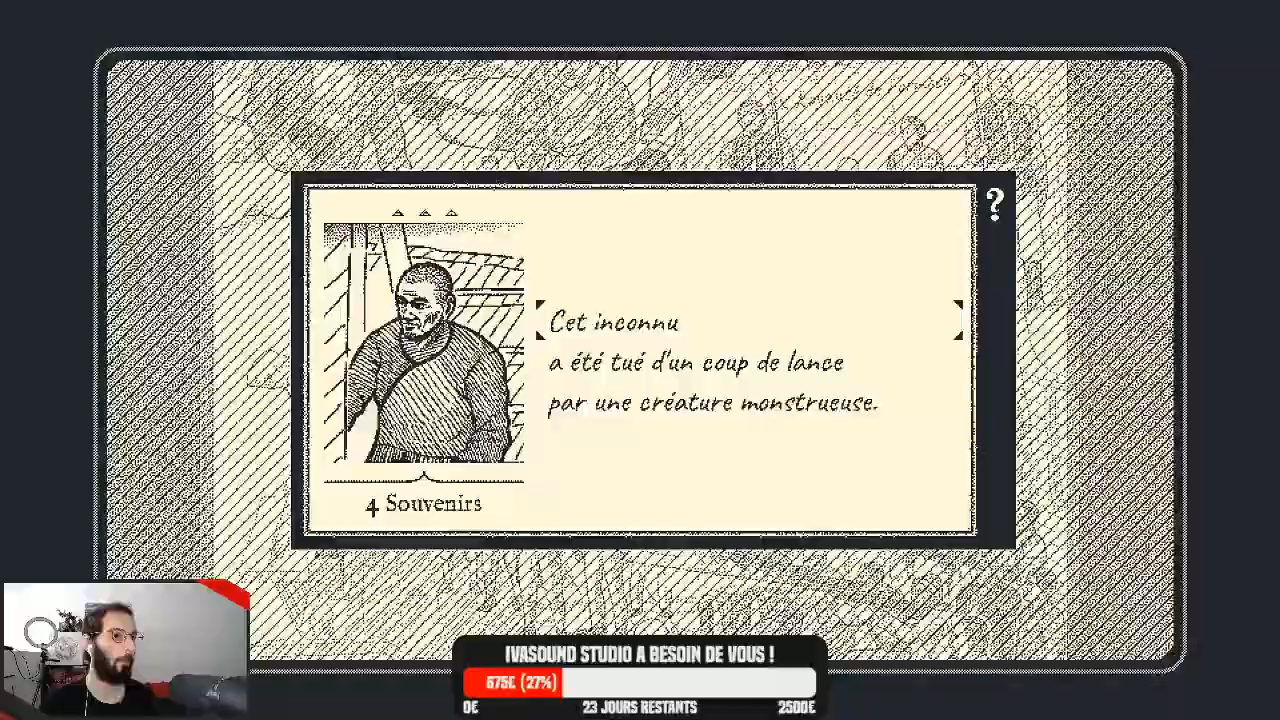 ?
Cet inconnu
a été tué d'un coup de lance
par une créature monstrueuse.
4 Souvenirs
IVASOUND STUDIO A BESOIN DE VOUS !
675€ (27%)
0€ 23 JOURS RESTANTS 2500€